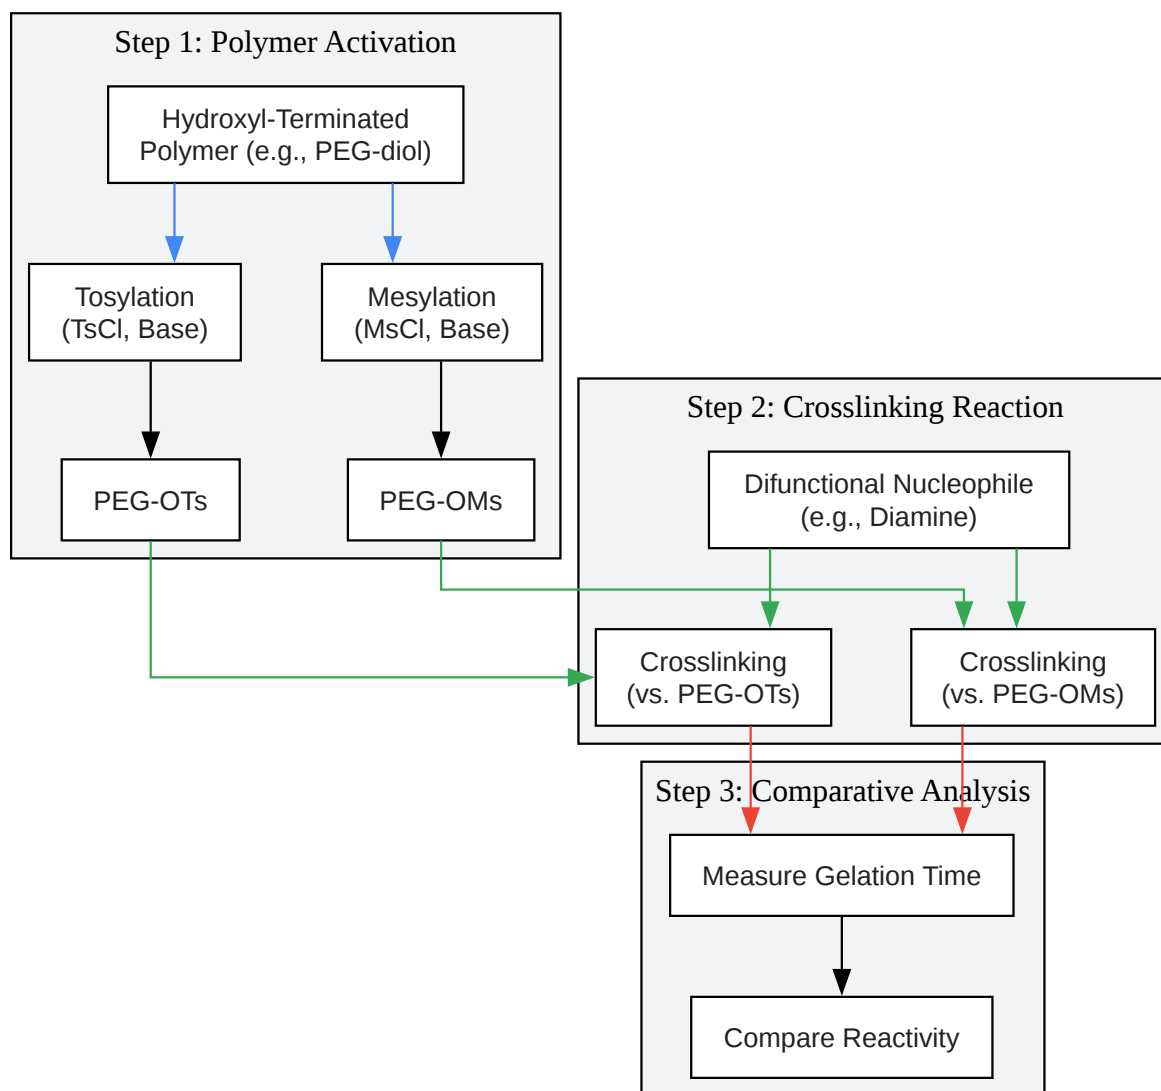 Step 1: Polymer Activation
Hydroxyl-Terminated
Polymer (e.g., PEG-diol)
Tosylation
(TsCl, Base)
Mesylation
(MsCl, Base)
PEG-OTs
PEG-OMs
Step 2: Crosslinking Reaction
Difunctional Nucleophile
(e.g., Diamine)
Crosslinking
(vs. PEG-OTs)
Crosslinking
(vs. PEG-OMs)
Step 3: Comparative Analysis
Measure Gelation Time
Compare Reactivity